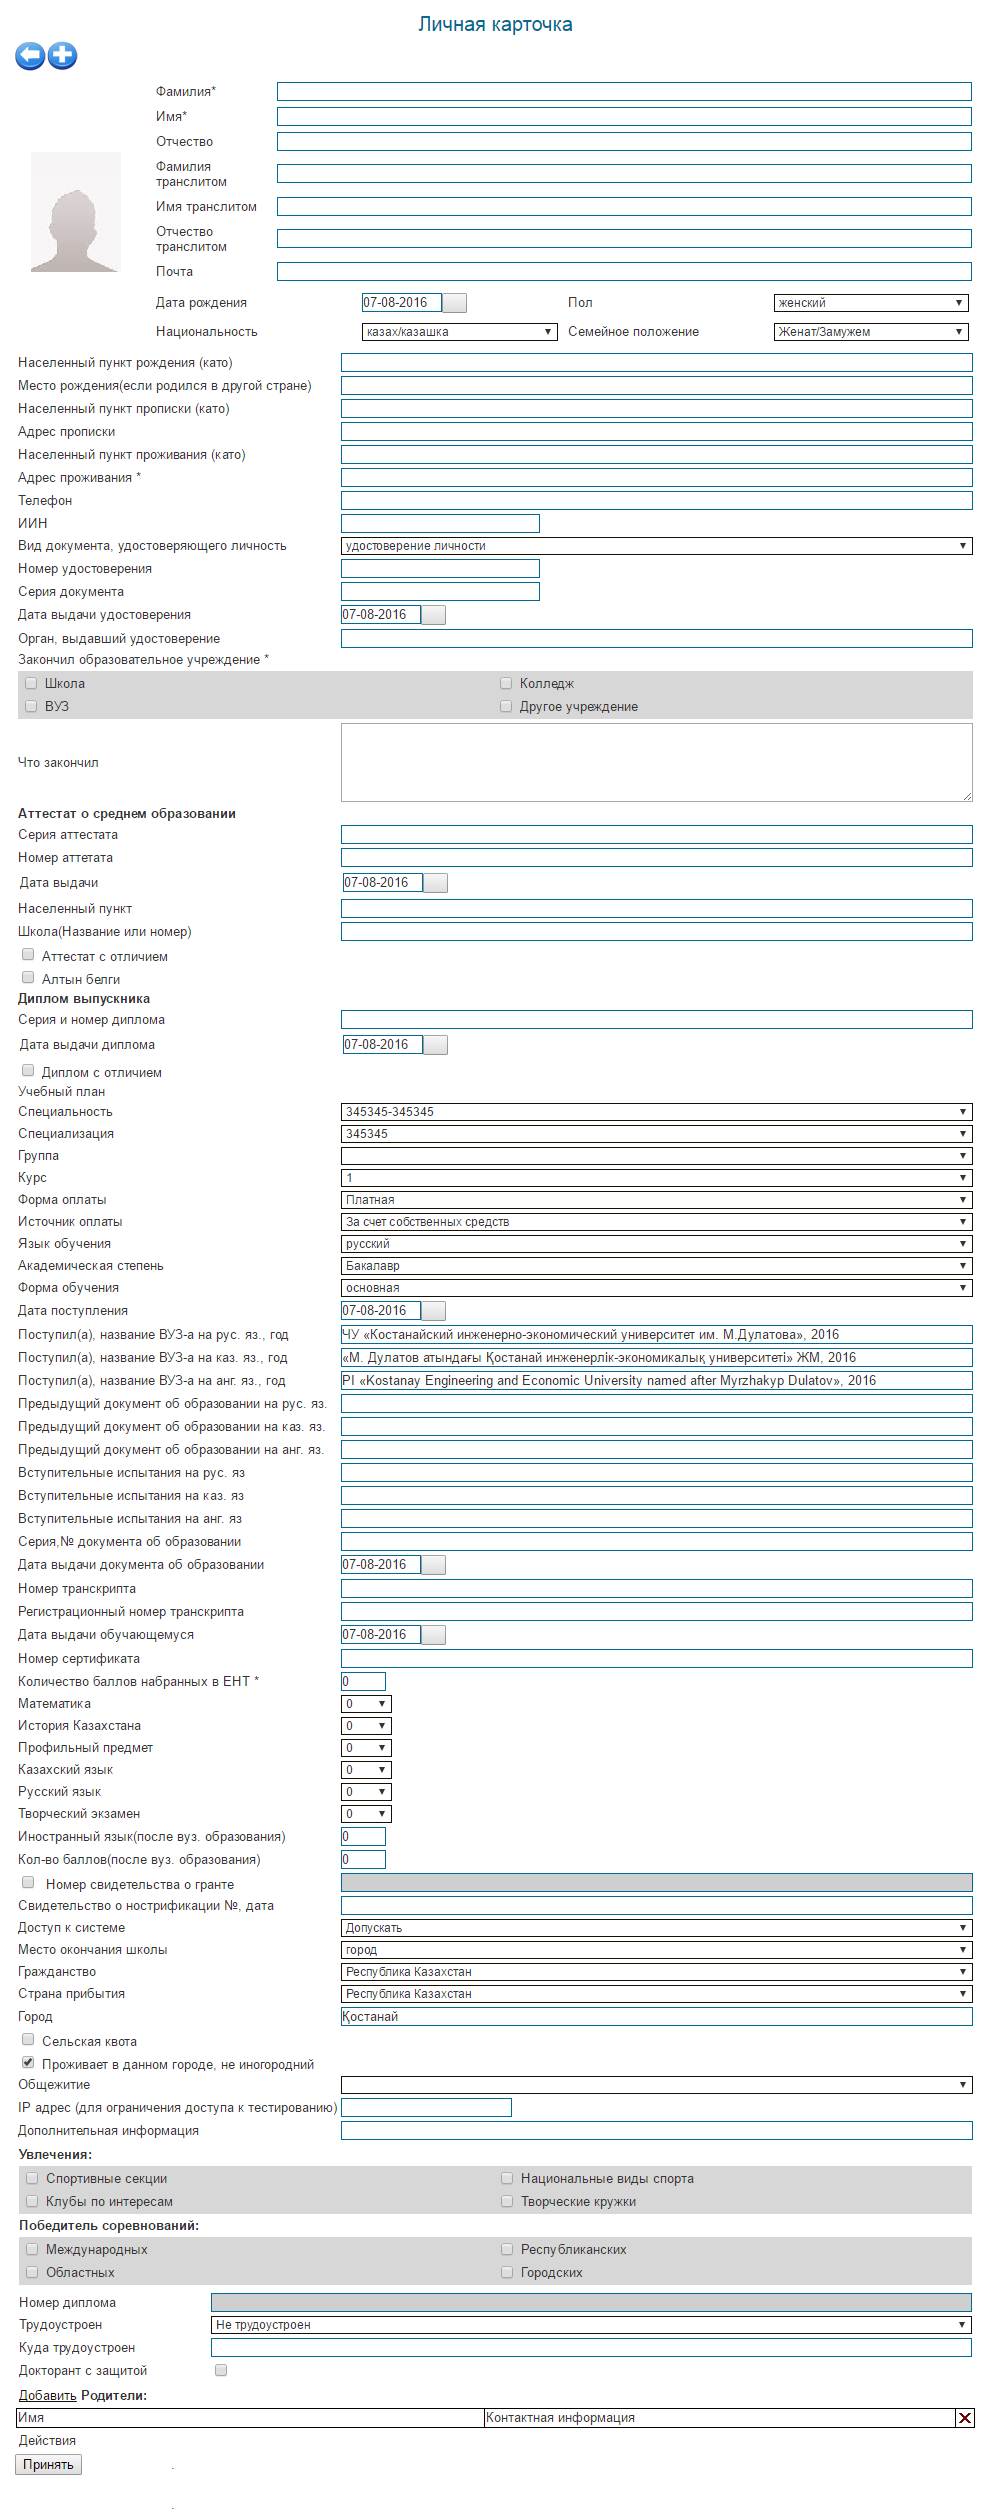 Личная карточка
Фамилия*
Имя*
Отчество
Фамилия
транслитом
Имя транслитом
Отчество
транслитом
Почта
Дата рождения 07-08-2016 Пол женский
Национальность казах/казашка Семейное положение Женат/Замужем
Населенный пункт рождения (като)
Место рождения(если родился в другой стране)
Населенный пункт прописки (като)
Адрес прописки
Населенный пункт проживания (като)
Адрес проживания *
Телефон
ИИН
Вид документа, удостоверяющего личность удостоверение личности
Номер удостоверения
Серия документа
Дата выдачи удостоверения 07-08-2016
Орган, выдавший удостоверение
Закончил образовательное учреждение *
Школа Колледж
ВУЗ Другое учреждение
Что закончил
Аттестат о среднем образовании
Серия аттестата
Номер аттетата
Дата выдачи 07-08-2016
Населенный пункт
Школа(Название или номер)
Аттестат с отличием
Алтын белги
Диплом выпускника
Серия и номер диплома
Дата выдачи диплома 07-08-2016
Диплом с отличием
Учебный план
Специальность 345345-345345
Специализация 345345
Группа
Курс 1
Форма оплаты Платная
Источник оплаты За счет собственных средств
Язык обучения русский
Академическая степень Бакалавр
Форма обучения основная
Дата поступления 07-08-2016
Поступил(а), название ВУЗ-а на рус. яз., год ЧУ «Костанайский инженерно-экономический университет им. М.Дулатова», 2016
Поступил(а), название ВУЗ-а на каз. яз., год «М. Дулатов атындағы Қостанай инженерлік-экономикалық университеті» ЖМ, 2016
Поступил(а), название ВУЗ-а на анг. яз., год PI «Kostanay Engineering and Economic University named after Myrzhakyp Dulatov», 2016
Предыдущий документ об образовании на рус. яз.
Предыдущий документ об образовании на каз. яз.
Предыдущий документ об образовании на анг. яз.
Вступительные испытания на рус. яз
Вступительные испытания на каз. яз
Вступительные испытания на анг. яз
Серия,№ документа об образовании
Дата выдачи документа об образовании 07-08-2016
Номер транскрипта
Регистрационный номер транскрипта
Дата выдачи обучающемуся 07-08-2016
Номер сертификата
Количество баллов набранных в ЕНТ * 0
Математика 0
История Казахстана 0
Профильный предмет 0
Казахский язык 0
Русский язык 0
Творческий экзамен 0
Иностранный язык(после вуз. образования) 0
Кол-во баллов(после вуз. образования) 0
Номер свидетельства о гранте
Свидетельство о нострификации №, дата
Доступ к системе Допускать
Место окончания школы город
Гражданство Республика Казахстан
Страна прибытия Республика Казахстан
Город Қостанай
Сельская квота
Проживает в данном городе, не иногородний
Общежитие
IP адрес (для ограничения доступа к тестированию)
Дополнительная информация
Увлечения:
Спортивные секции Национальные виды спорта
Клубы по интересам Творческие кружки
Победитель соревнований:
Международных Республиканских
Областных Городских
Номер диплома
Трудоустроен Не трудоустроен
Куда трудоустроен
Докторант с защитой
Добавить Родители:
Имя Контактная информация
Действия
Принять